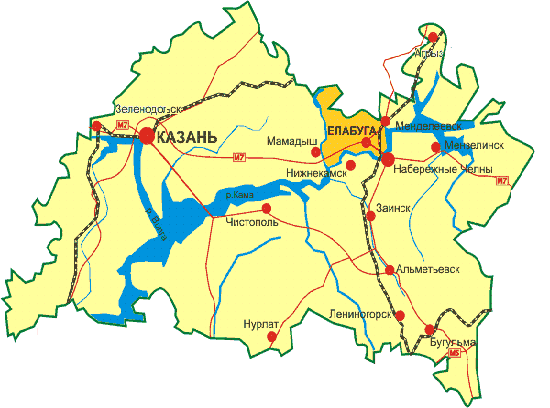 Агрыз
Зеленодольск
М7
КАЗАНЬ
ЕЛАБУГА
Менделеевск
Мамадыш
Мензелинск
М7
Набережные Челны
Нижнекамск
М7
р.Кама
Заинск
р.Волга
Чистополь
Альметьевск
Лениногорск
Нурлат
Бугульма
М5